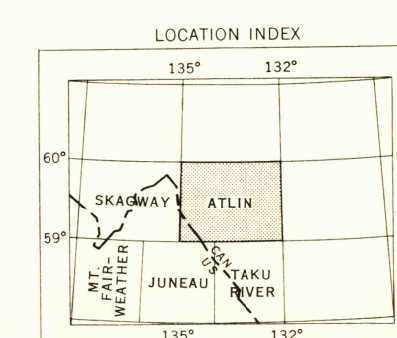 LOCATION INDEX
135° 132°
60°
SKAGWAY ATLIN
59°
CAN
US
MT.
FAIR-
WEATHER
JUNEAU
TAKU
RIVER
135° 132°